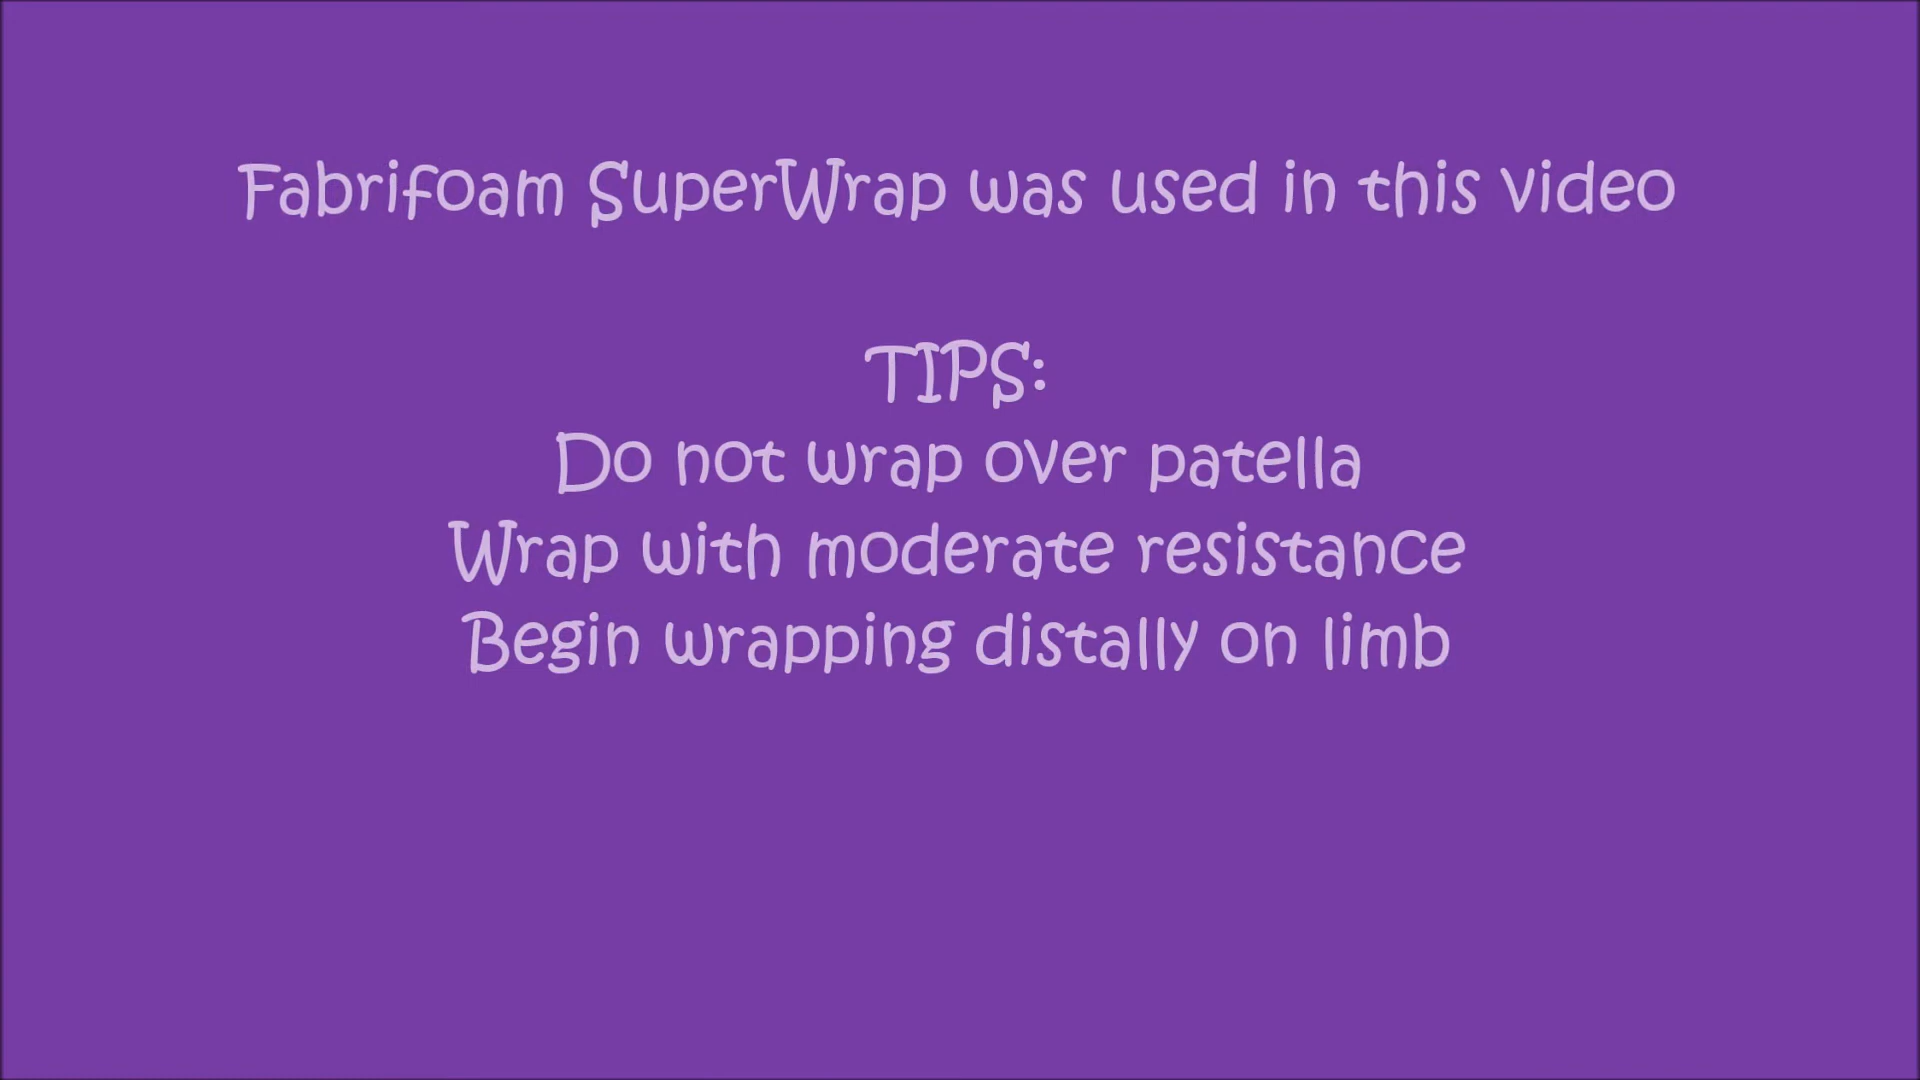 Fabrifoam SuperWrap was used in this video
TIPS:
Do not wrap over patella
Wrap with moderate resistance
Begin wrapping distally on limb